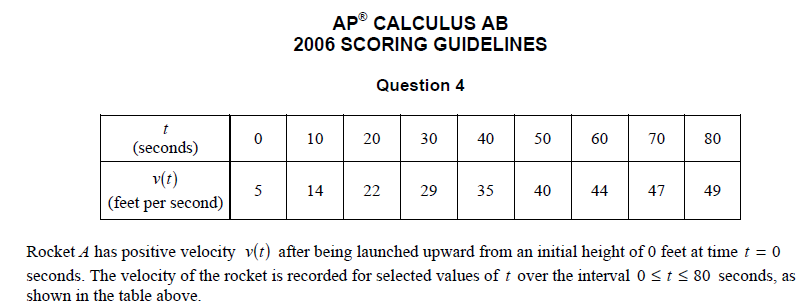 AP® CALCULUS AB
2006 SCORING GUIDELINES
Question 4
t
(seconds) 0 10 20 30 40 50 60 70 80
v(t)
(feet per second) 5 14 22 29 35 40 44 47 49
Rocket A has positive velocity v(t) after being launched upward from an initial height of 0 feet at time t = 0
seconds. The velocity of the rocket is recorded for selected values of t over the interval 0 ≤ t ≤ 80 seconds, as
shown in the table above.